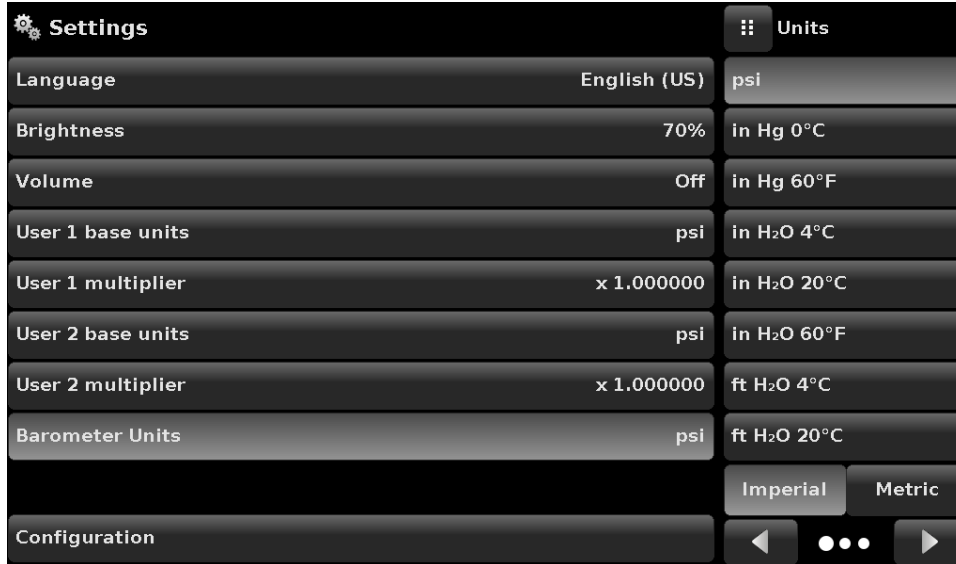 Settings
Language English (US)
Brightness 70%
Volume Off
User 1 base units psi
User 1 multiplier x 1.000000
User 2 base units psi
User 2 multiplier x 1.000000
Barometer Units psi
Configuration
Units
psi
in Hg 0°C
in Hg 60°F
in H₂O 4°C
in H₂O 20°C
in H₂O 60°F
ft H₂O 4°C
ft H₂O 20°C
Imperial Metric